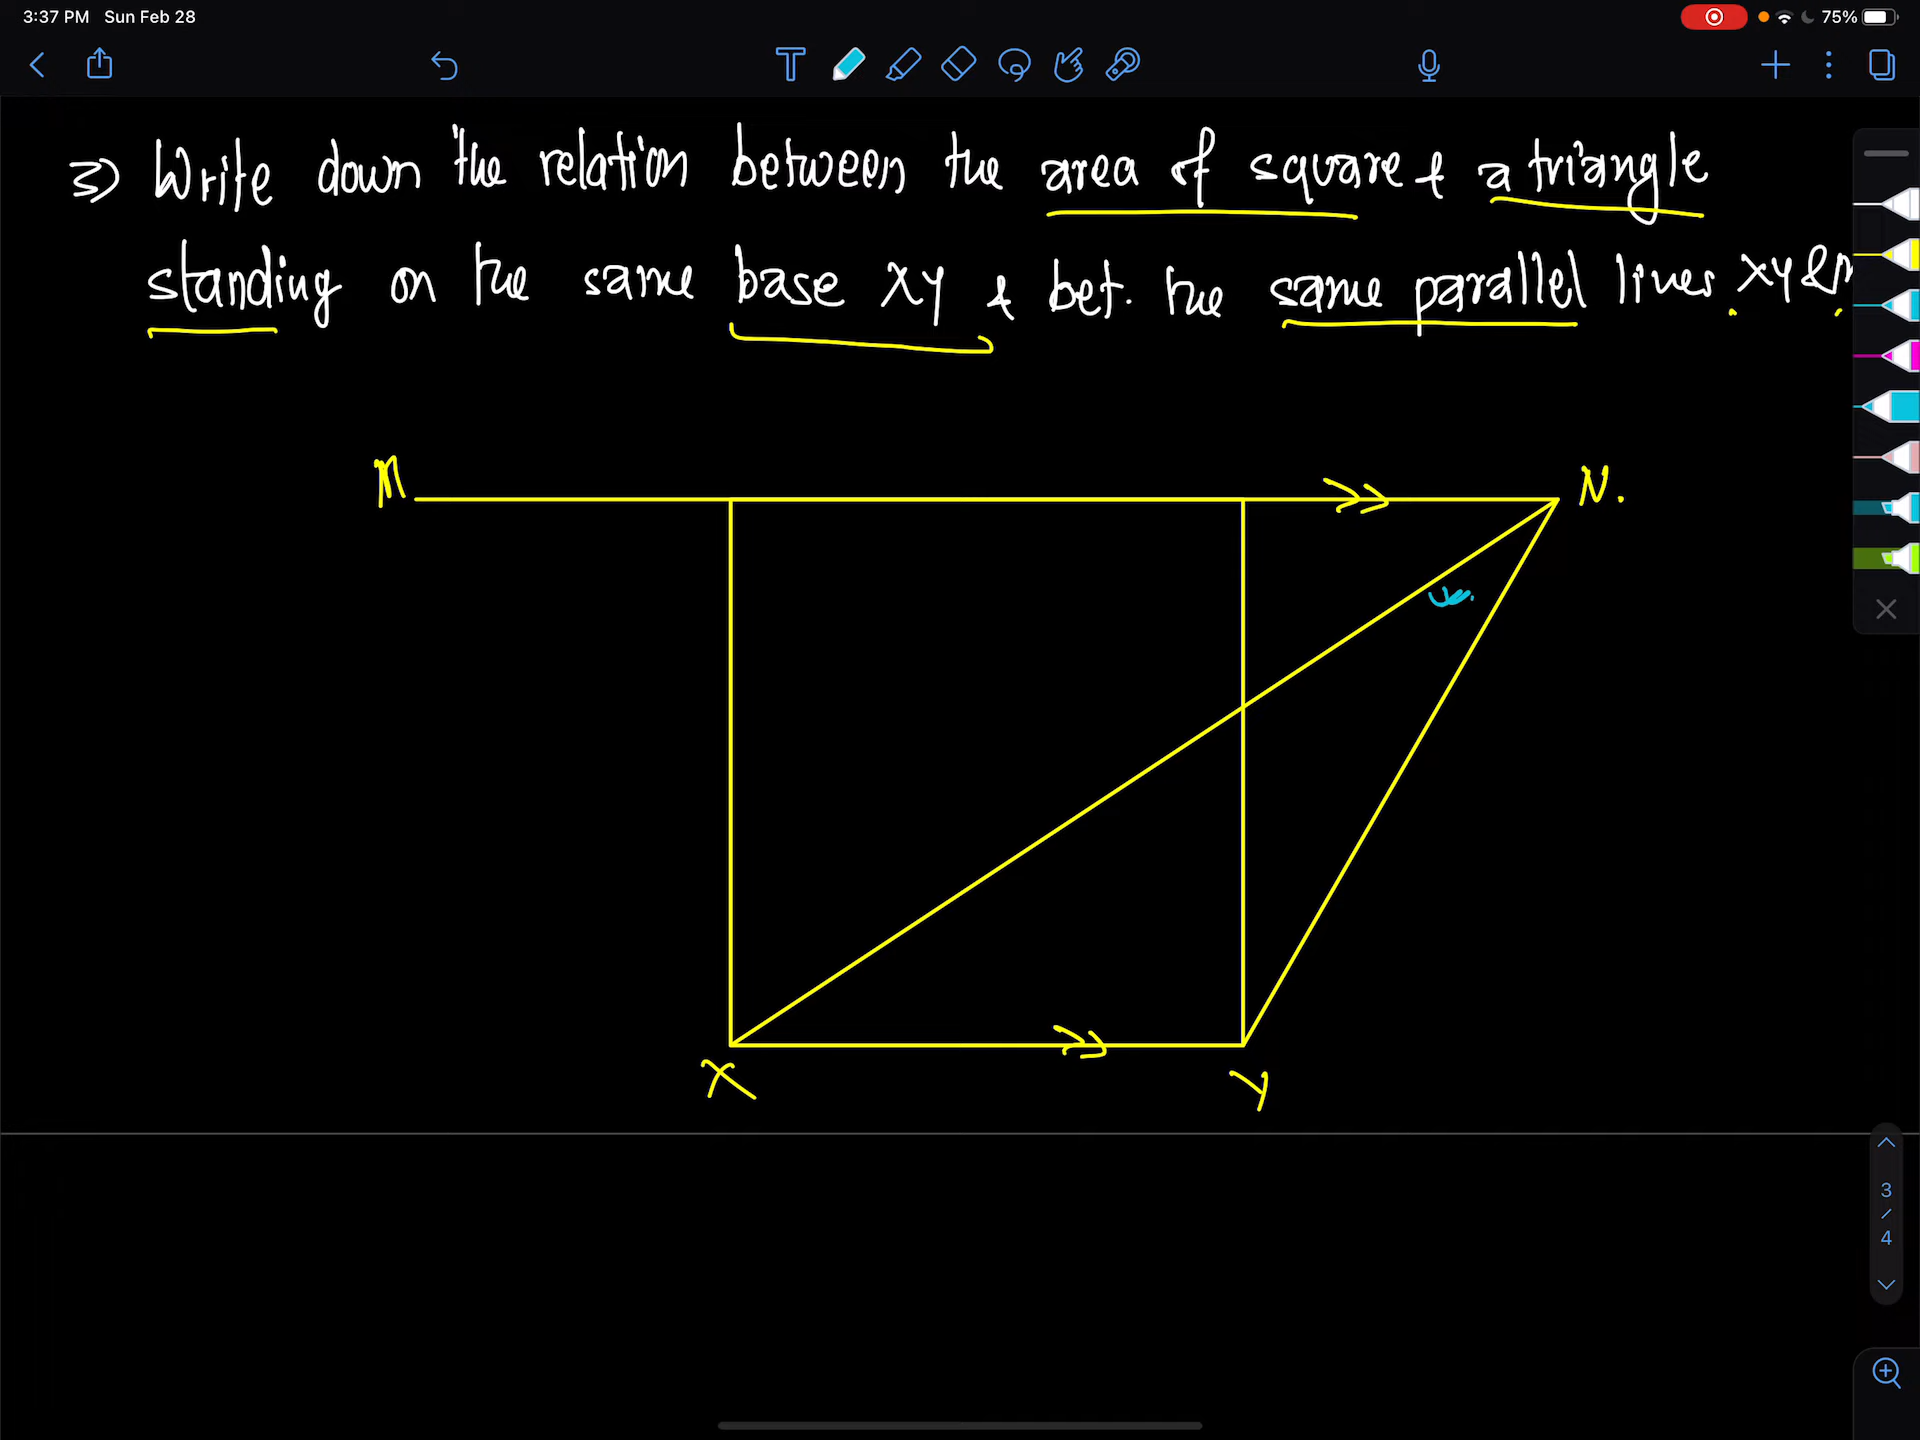 3:37 PM Sun Feb 28
75%
3) Write down the relation between the area of square & a triangle
standing on the same base XY & bet. the same parallel lines XY &
M
N.
X
Y
3
/
4